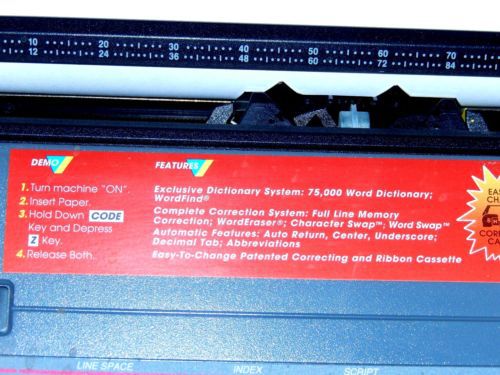 10 20 30 40 50 60 70
12 24 36 48 60 72 84
DEMO
1. Turn machine "ON".
2. Insert Paper.
3. Hold Down CODE
Key and Depress
Z Key.
4. Release Both.
FEATURES
Exclusive Dictionary System: 75,000 Word Dictionary;
WordFind®
Complete Correction System: Full Line Memory
Correction; WordEraser®; Character Swap™; Word Swap™
Automatic Features: Auto Return, Center, Underscore;
Decimal Tab; Abbreviations
Easy-To-Change Patented Correcting and Ribbon Cassette
LINE SPACE INDEX SCRIPT